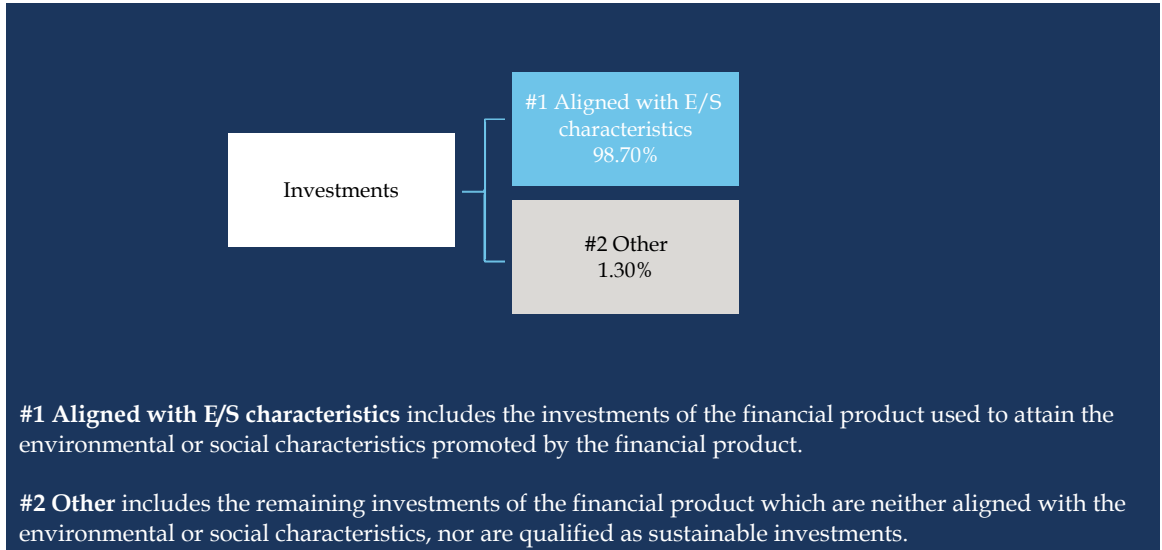 #1 Aligned with E/S
characteristics
98.70%
Investments
#2 Other
1.30%
#1 Aligned with E/S characteristics includes the investments of the financial product used to attain the
environmental or social characteristics promoted by the financial product.
#2 Other includes the remaining investments of the financial product which are neither aligned with the
environmental or social characteristics, nor are qualified as sustainable investments.